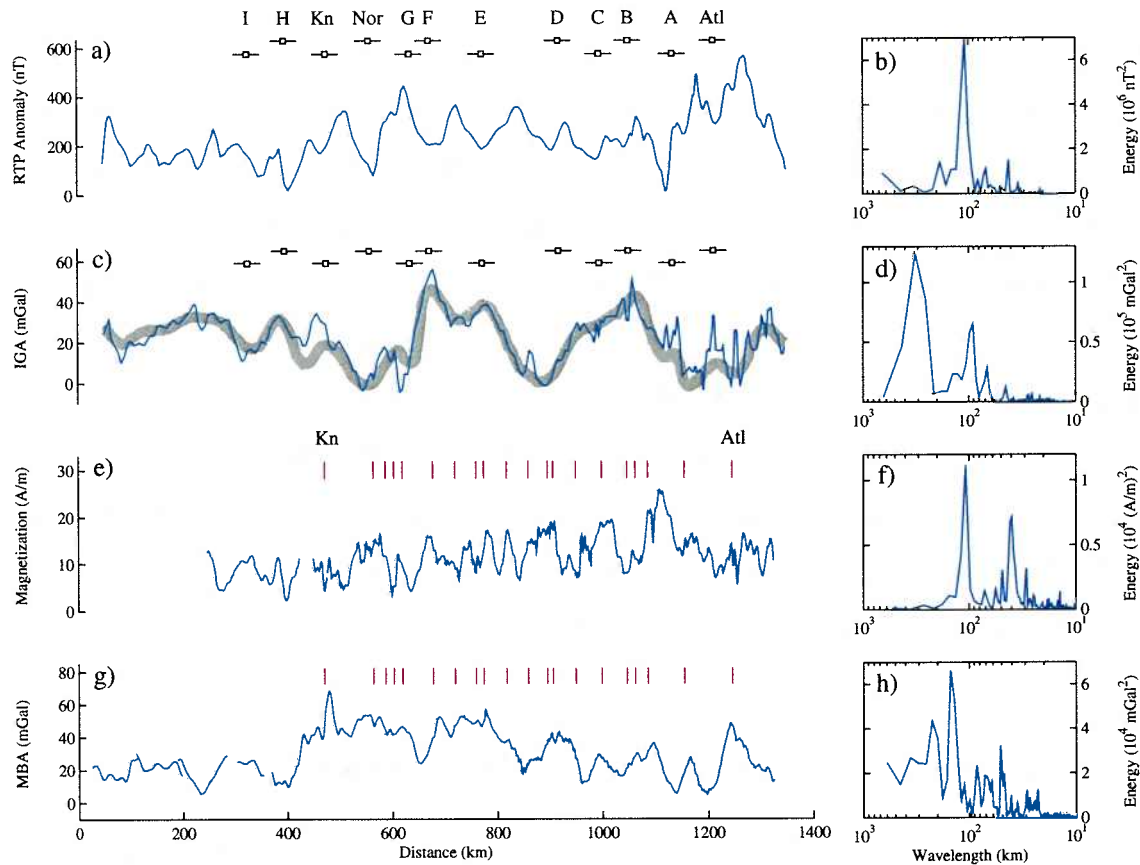 I H Kn Nor G F E D C B A Atl
a)
RTP Anomaly (nT)
600
400
200
0
b)
Energy (10⁶ nT²)
6
4
2
0
10³ 10² 10¹
c)
IGA (mGal)
60
40
20
0
d)
Energy (10⁵ mGal²)
1
0.5
0
10³ 10² 10¹
Kn Atl
e)
Magnetization (A/m)
30
20
10
0
f)
Energy (10⁴ (A/m)²)
1
0.5
0
10³ 10² 10¹
g)
MBA (mGal)
80
60
40
20
0
0 200 400 600 800 1000 1200 1400
Distance (km)
h)
Energy (10⁴ mGal²)
6
4
2
0
10³ 10² 10¹
Wavelength (km)